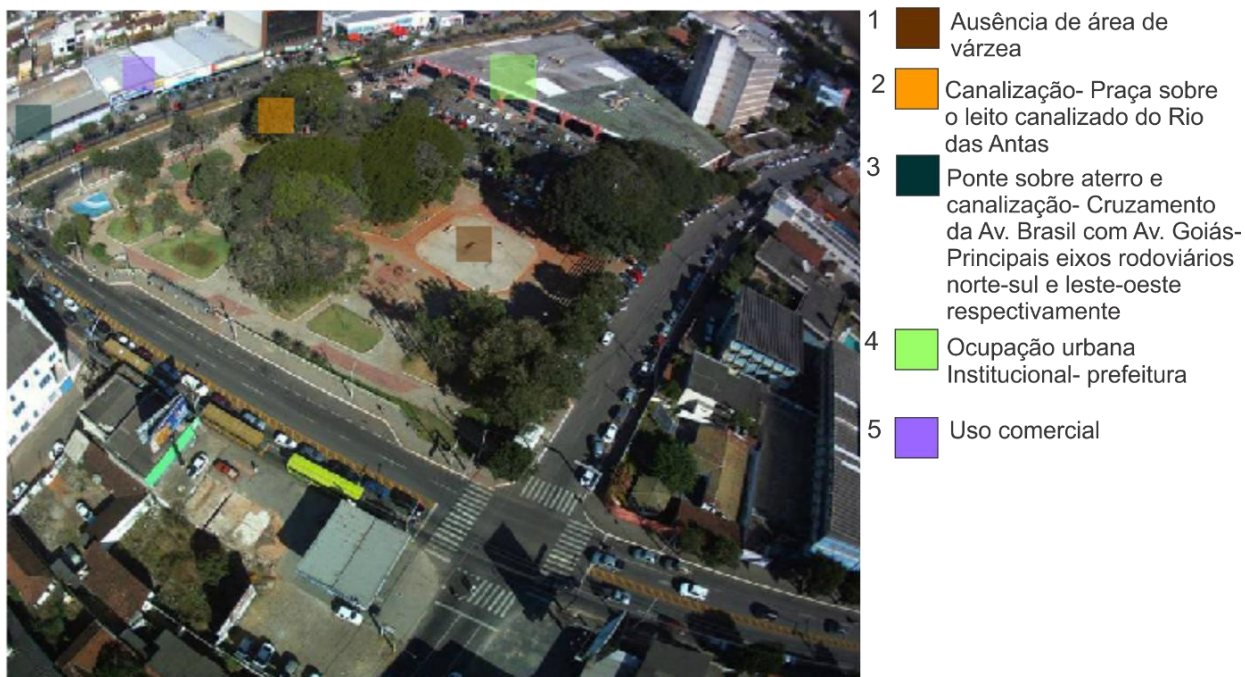 1 Ausência de área de
várzea
2 Canalização- Praça sobre
o leito canalizado do Rio
das Antas
3 Ponte sobre aterro e
canalização- Cruzamento
da Av. Brasil com Av. Goiás-
Principais eixos rodoviários
norte-sul e leste-oeste
respectivamente
4 Ocupação urbana
Institucional- prefeitura
5 Uso comercial